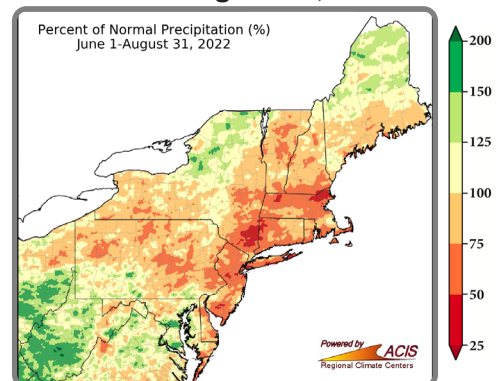 Percent of Normal Precipitation (%)
June 1-August 31, 2022
200
150
125
100
75
50
25
Powered by
ACIS
Regional Climate Centers